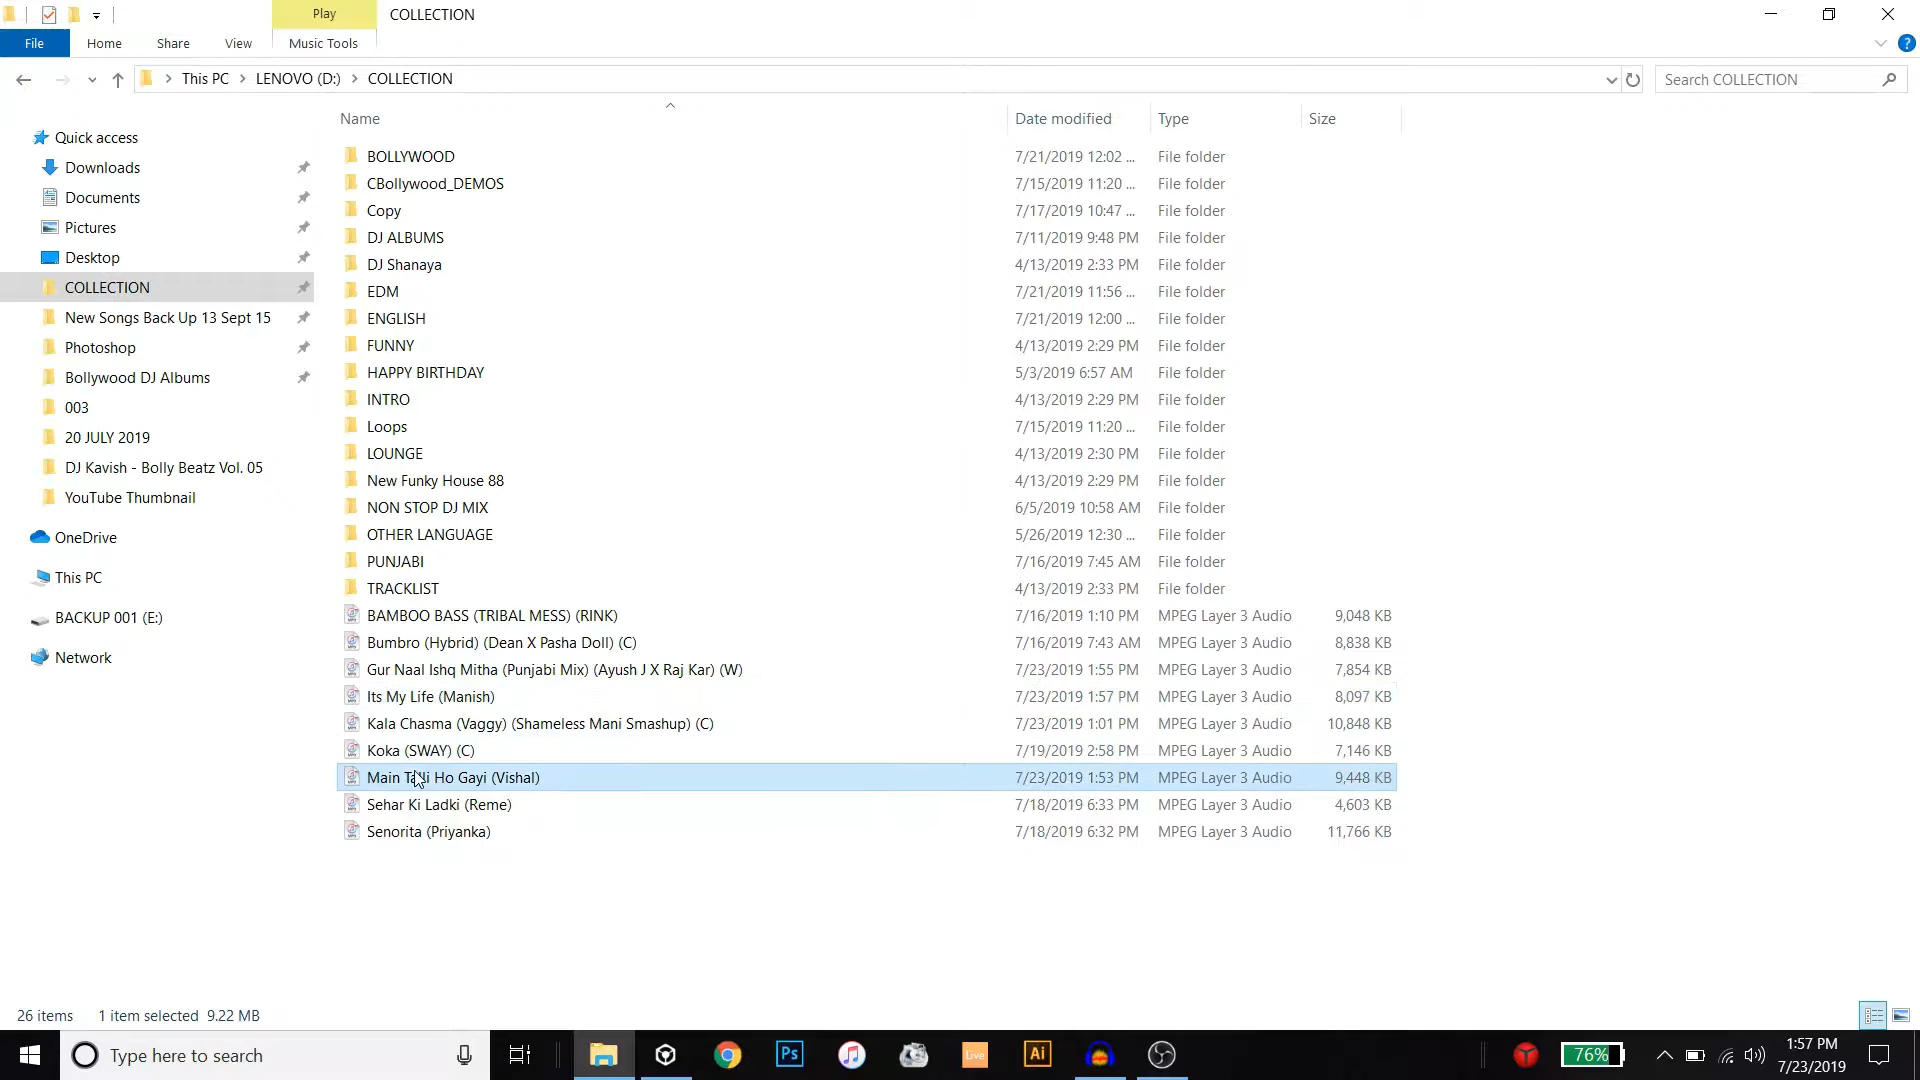 Play
COLLECTION
File
Home
Share
View
Music Tools
This PC > LENOVO (D:) > COLLECTION
Search COLLECTION
Name
Date modified
Type
Size
Quick access
Downloads
Documents
Pictures
Desktop
COLLECTION
New Songs Back Up 13 Sept 15
Photoshop
Bollywood DJ Albums
003
20 JULY 2019
DJ Kavish - Bolly Beatz Vol. 05
YouTube Thumbnail
OneDrive
This PC
BACKUP 001 (E:)
Network
BOLLYWOOD 7/21/2019 12:02 ... File folder
CBollywood_DEMOS 7/15/2019 11:20 ... File folder
Copy 7/17/2019 10:47 ... File folder
DJ ALBUMS 7/11/2019 9:48 PM File folder
DJ Shanaya 4/13/2019 2:33 PM File folder
EDM 7/21/2019 11:56 ... File folder
ENGLISH 7/21/2019 12:00 ... File folder
FUNNY 4/13/2019 2:29 PM File folder
HAPPY BIRTHDAY 5/3/2019 6:57 AM File folder
INTRO 4/13/2019 2:29 PM File folder
Loops 7/15/2019 11:20 ... File folder
LOUNGE 4/13/2019 2:30 PM File folder
New Funky House 88 4/13/2019 2:29 PM File folder
NON STOP DJ MIX 6/5/2019 10:58 AM File folder
OTHER LANGUAGE 5/26/2019 12:30 ... File folder
PUNJABI 7/16/2019 7:45 AM File folder
TRACKLIST 4/13/2019 2:33 PM File folder
BAMBOO BASS (TRIBAL MESS) (RINK) 7/16/2019 1:10 PM MPEG Layer 3 Audio 9,048 KB
Bumbro (Hybrid) (Dean X Pasha Doll) (C) 7/16/2019 7:43 AM MPEG Layer 3 Audio 8,838 KB
Gur Naal Ishq Mitha (Punjabi Mix) (Ayush J X Raj Kar) (W) 7/23/2019 1:55 PM MPEG Layer 3 Audio 7,854 KB
Its My Life (Manish) 7/23/2019 1:57 PM MPEG Layer 3 Audio 8,097 KB
Kala Chasma (Vaggy) (Shameless Mani Smashup) (C) 7/23/2019 1:01 PM MPEG Layer 3 Audio 10,848 KB
Koka (SWAY) (C) 7/19/2019 2:58 PM MPEG Layer 3 Audio 7,146 KB
Main Talli Ho Gayi (Vishal) 7/23/2019 1:53 PM MPEG Layer 3 Audio 9,448 KB
Sehar Ki Ladki (Reme) 7/18/2019 6:33 PM MPEG Layer 3 Audio 4,603 KB
Senorita (Priyanka) 7/18/2019 6:32 PM MPEG Layer 3 Audio 11,766 KB
26 items 1 item selected 9.22 MB
Type here to search
Ps
Live
Ai
76%
1:57 PM
7/23/2019